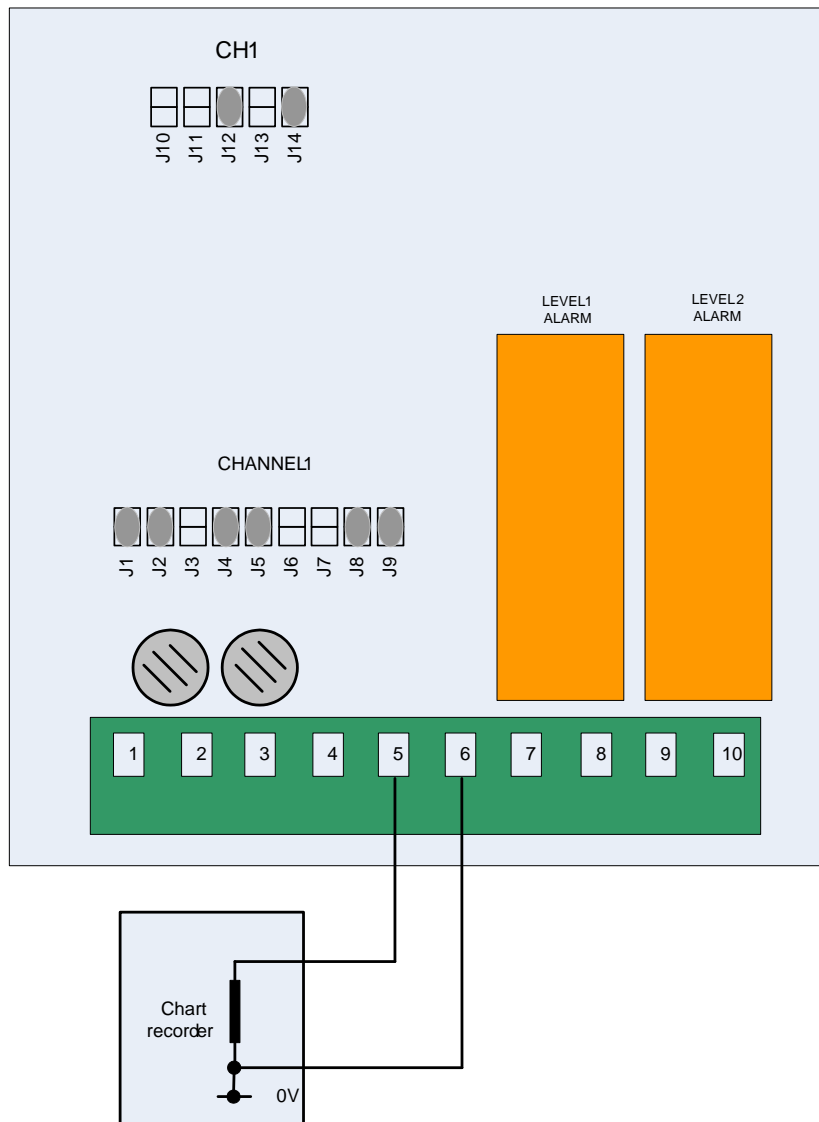 CH1
J10 J11 J12 J13 J14
LEVEL1
ALARM
LEVEL2
ALARM
CHANNEL1
J1 J2 J3 J4 J5 J6 J7 J8 J9
1 2 3 4 5 6 7 8 9 10
Chart
recorder
0V